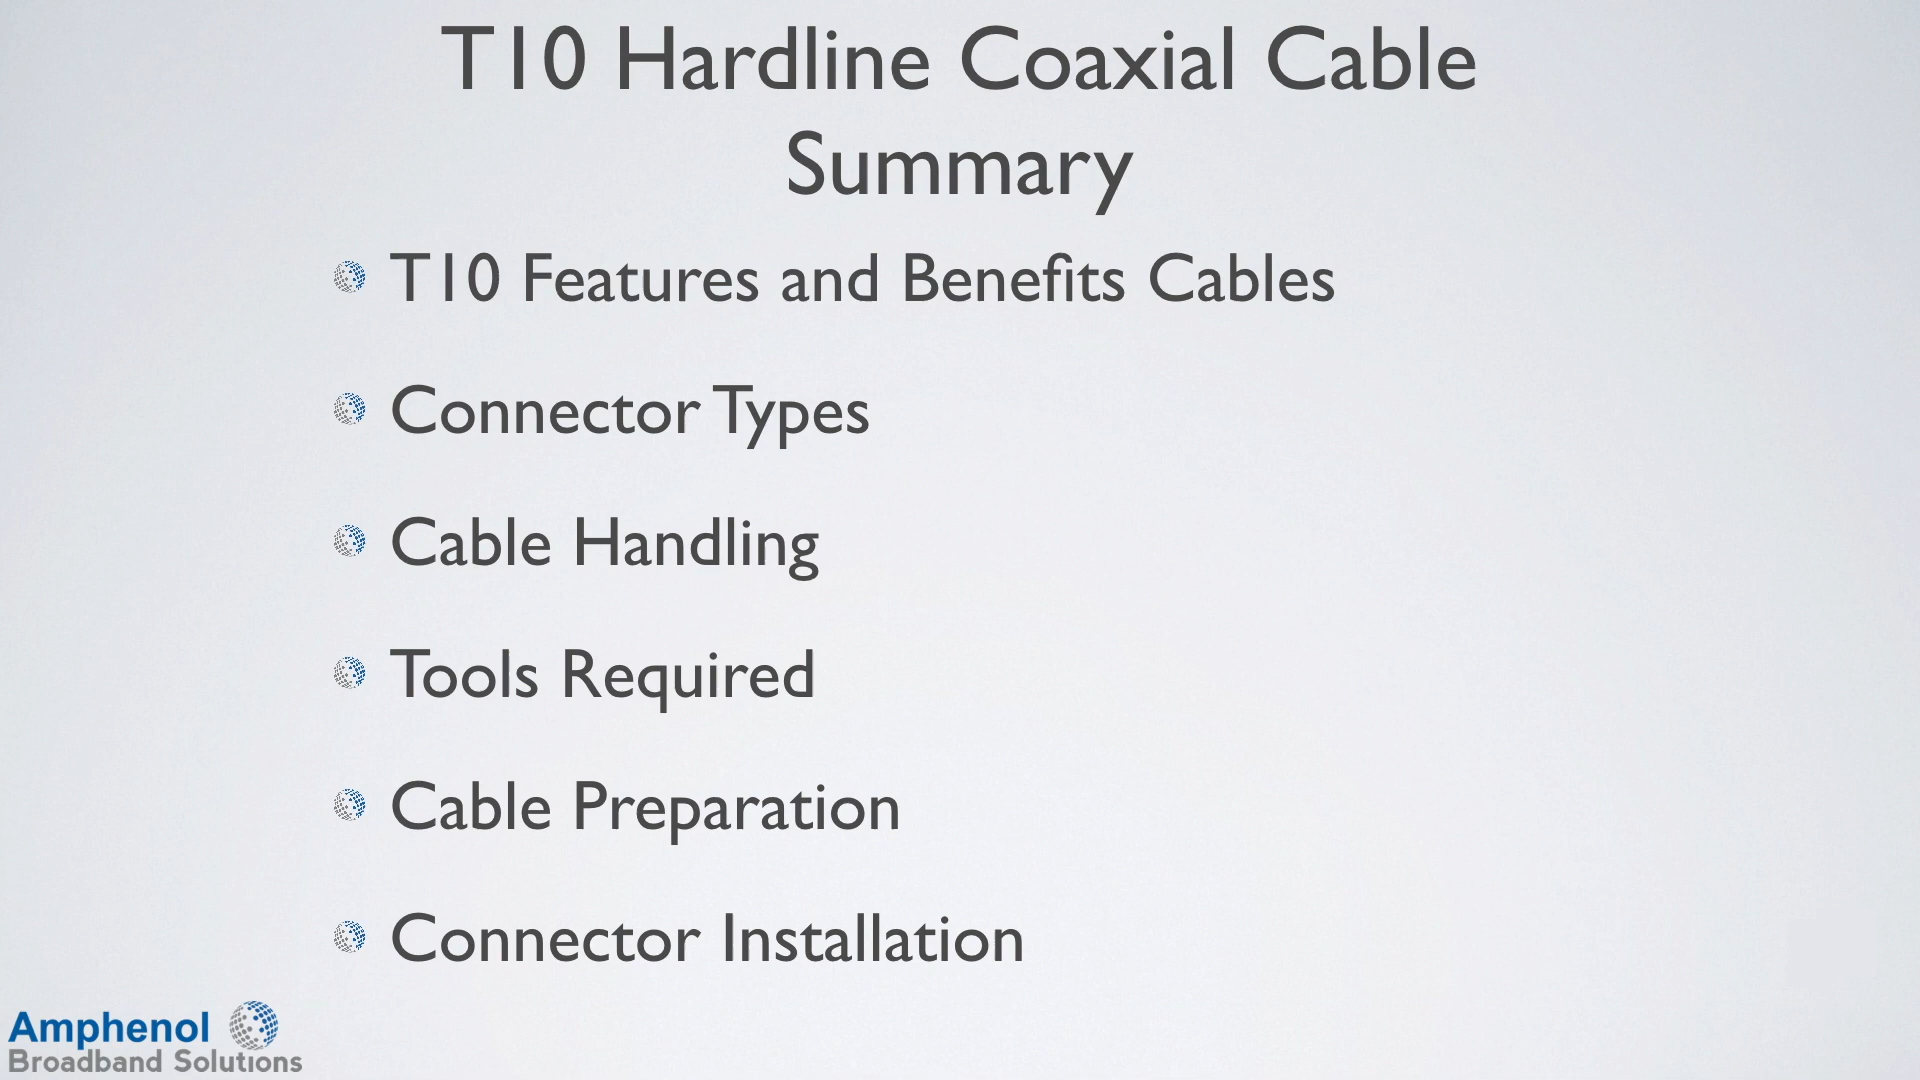 T10 Hardline Coaxial Cable
Summary
T10 Features and Benefits Cables
Connector Types
Cable Handling
Tools Required
Cable Preparation
Connector Installation
Amphenol
Broadband Solutions